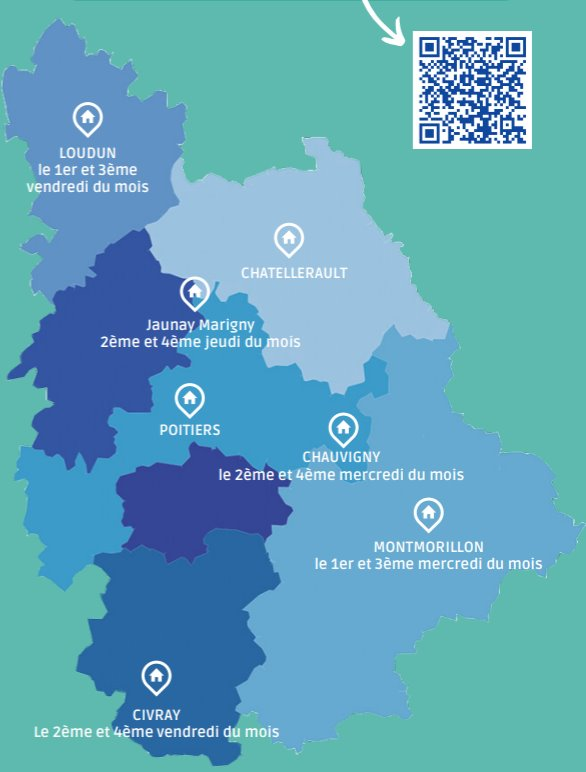 LOUDUN
le 1er et 3ème
vendredi du mois
CHATELLERAULT
Jaunay Marigny
2ème et 4ème jeudi du mois
POITIERS
CHAUVIGNY
le 2ème et 4ème mercredi du mois
MONTMORILLON
le 1er et 3ème mercredi du mois
CIVRAY
Le 2ème et 4ème vendredi du mois